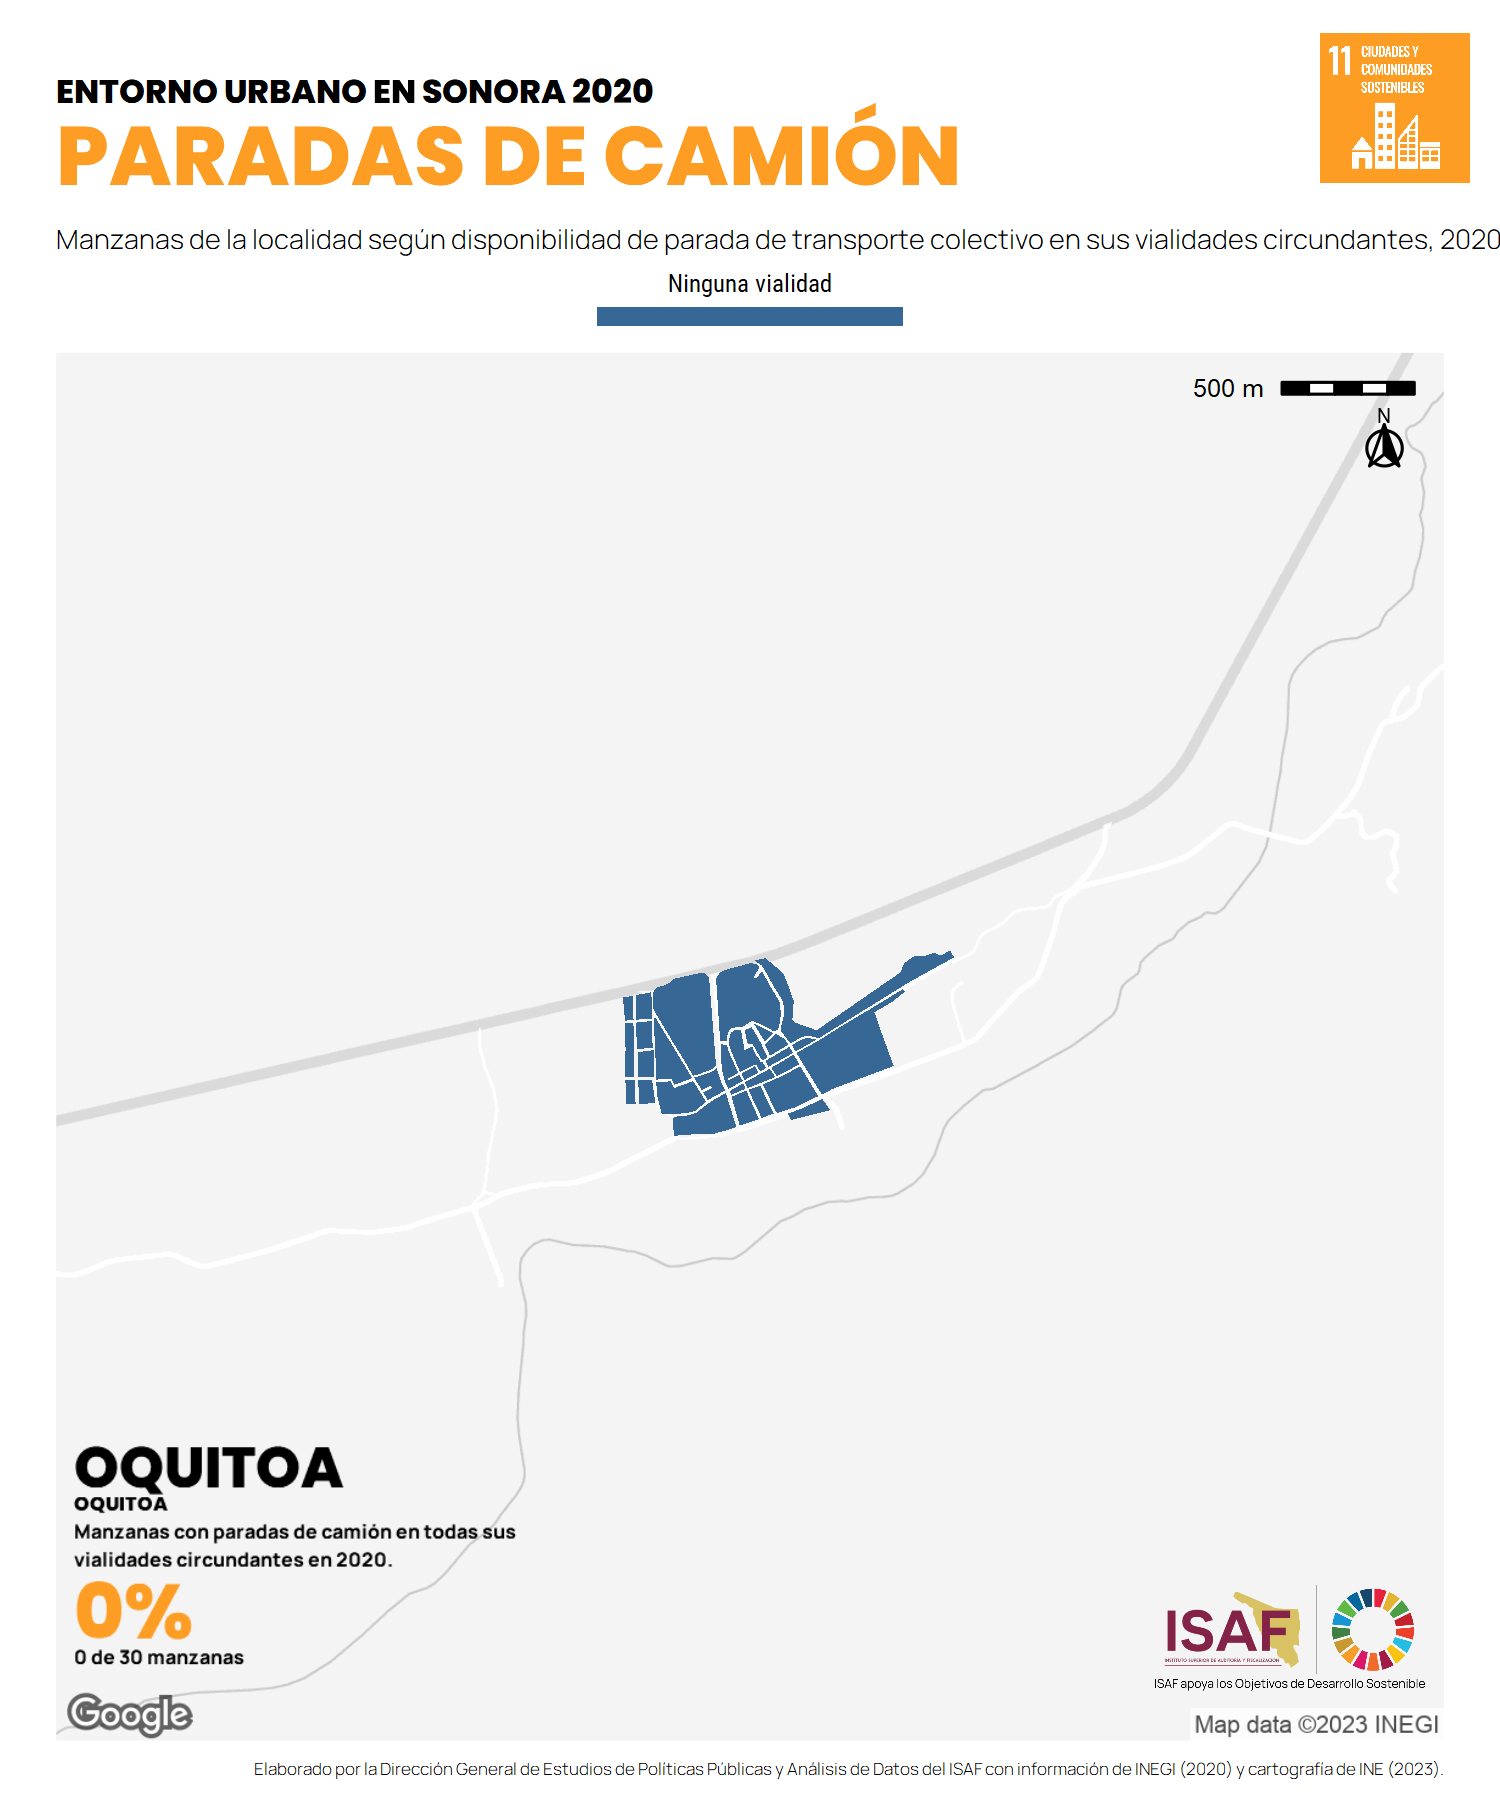 11 CIUDADES Y
COMUNIDADES
SOSTENIBLES
ENTORNO URBANO EN SONORA 2020
PARADAS DE CAMIÓN
Manzanas de la localidad según disponibilidad de parada de transporte colectivo en sus vialidades circundantes, 2020
Ninguna vialidad
500 m
N
OQUITOA
OQUITOA
Manzanas con paradas de camión en todas sus
vialidades circundantes en 2020.
0%
0 de 30 manzanas
Google
ISAF
INSTITUTO SUPERIOR DE AUDITORÍA Y FISCALIZACIÓN
ISAF apoya los Objetivos de Desarrollo Sostenible
Map data ©2023 INEGI
Elaborado por la Dirección General de Estudios de Políticas Públicas y Análisis de Datos del ISAF con información de INEGI (2020) y cartografía de INE (2023).